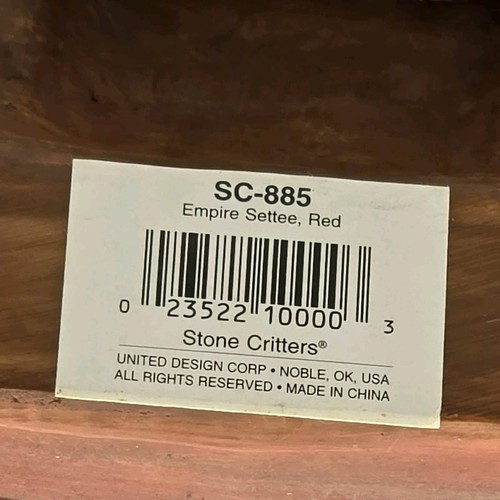 SC-885
Empire Settee, Red
0 23522 10000 3
Stone Critters®
UNITED DESIGN CORP • NOBLE, OK, USA
ALL RIGHTS RESERVED • MADE IN CHINA